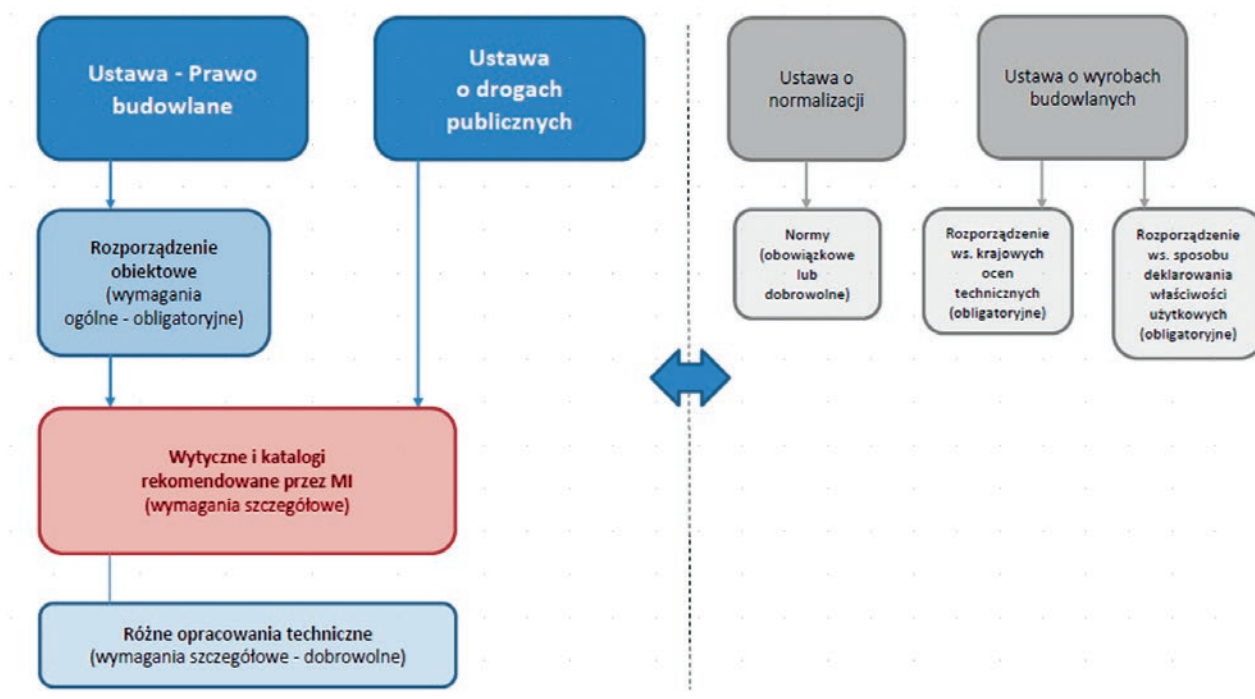 Ustawa - Prawo
budowlane
Ustawa
o drogach
publicznych
Rozporządzenie
obiektowe
(wymagania
ogólne - obligatoryjne)
Wytyczne i katalogi
rekomendowane przez MI
(wymagania szczegółowe)
Różne opracowania techniczne
(wymagania szczegółowe - dobrowolne)
Ustawa o
normalizacji
Ustawa o wyrobach
budowlanych
Normy
(obowiązkowe
lub
dobrowolne)
Rozporządzenie
ws. krajowych
ocen
technicznych
(obligatoryjne)
Rozporządzenie
ws. sposobu
deklarowania
właściwości
użytkowych
(obligatoryjne)